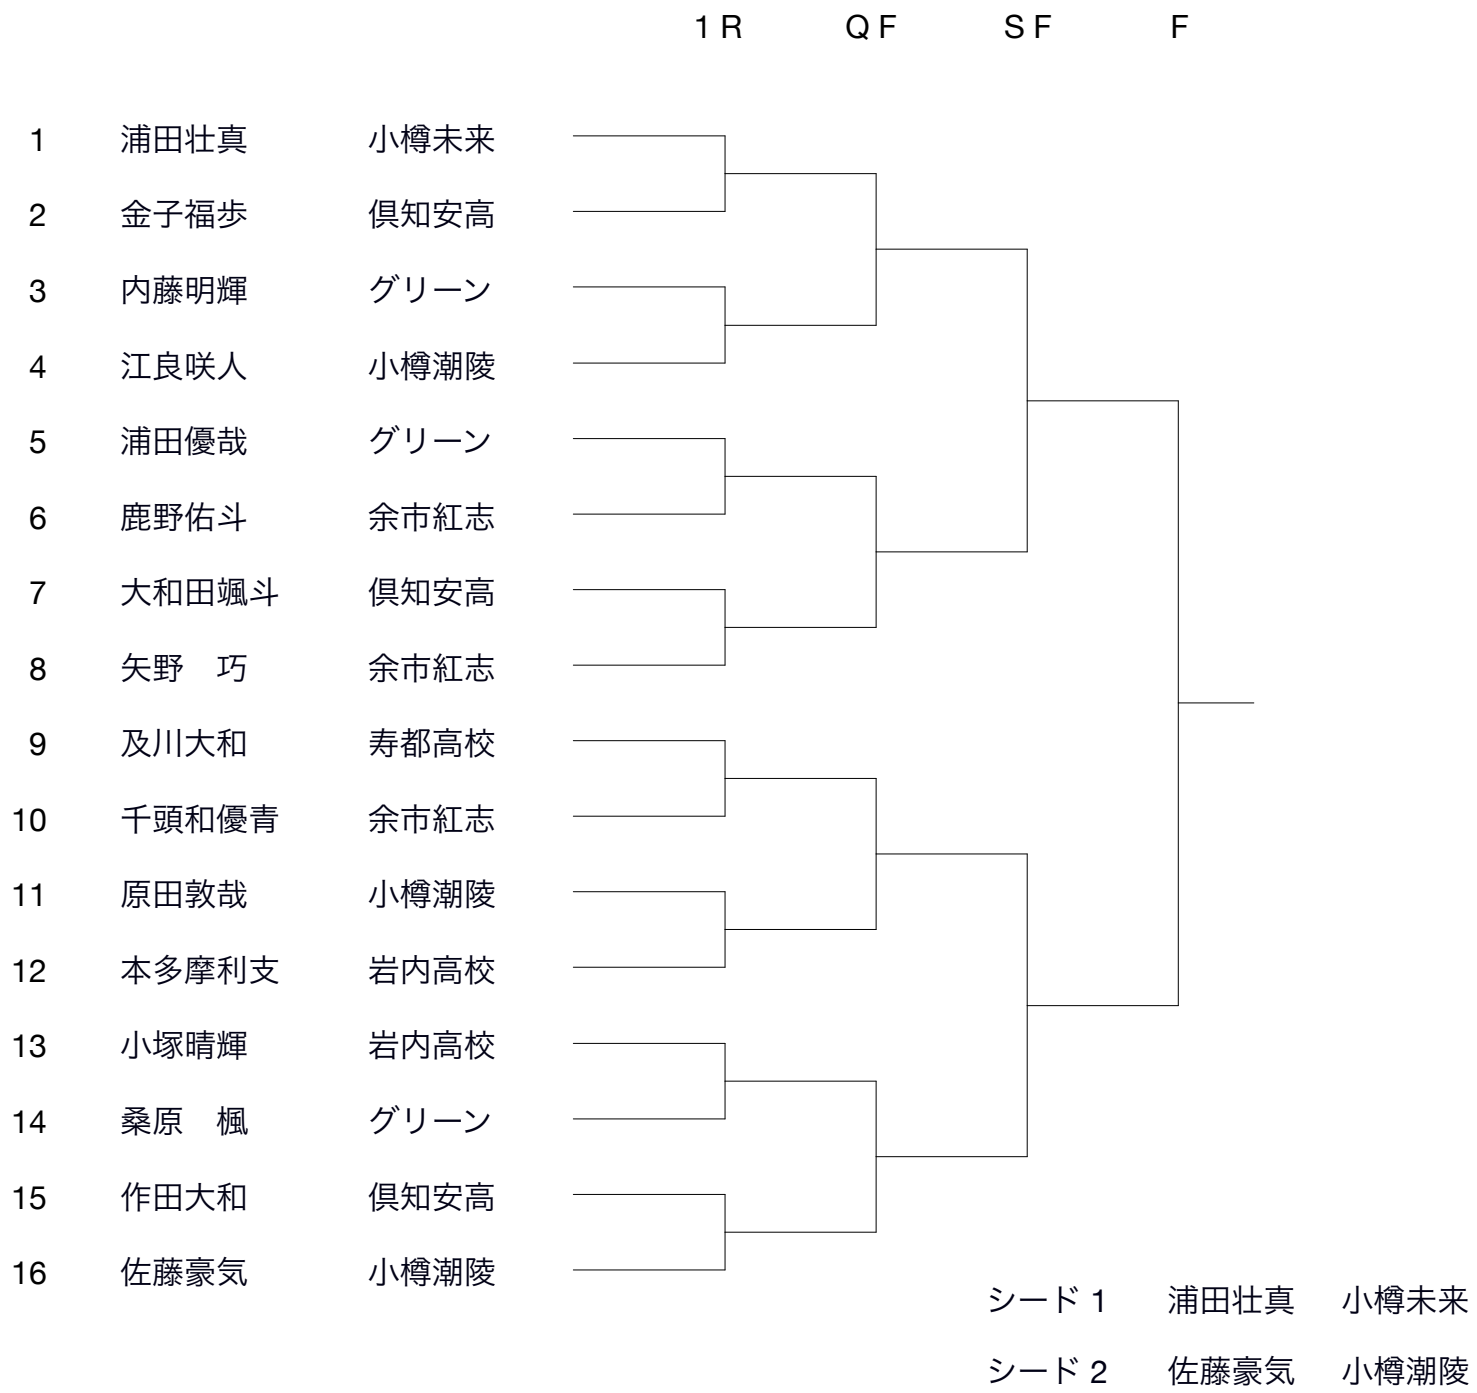 1 R Q F S F F
1 浦田壮真 小樽未来
2 金子福歩 倶知安高
3 内藤明輝 グリーン
4 江良咲人 小樽潮陵
5 浦田優哉 グリーン
6 鹿野佑斗 余市紅志
7 大和田颯斗 倶知安高
8 矢野　巧 余市紅志
9 及川大和 寿都高校
10 千頭和優青 余市紅志
11 原田敦哉 小樽潮陵
12 本多摩利支 岩内高校
13 小塚晴輝 岩内高校
14 桑原　楓 グリーン
15 作田大和 倶知安高
16 佐藤豪気 小樽潮陵
シード 1 浦田壮真 小樽未来
シード 2 佐藤豪気 小樽潮陵